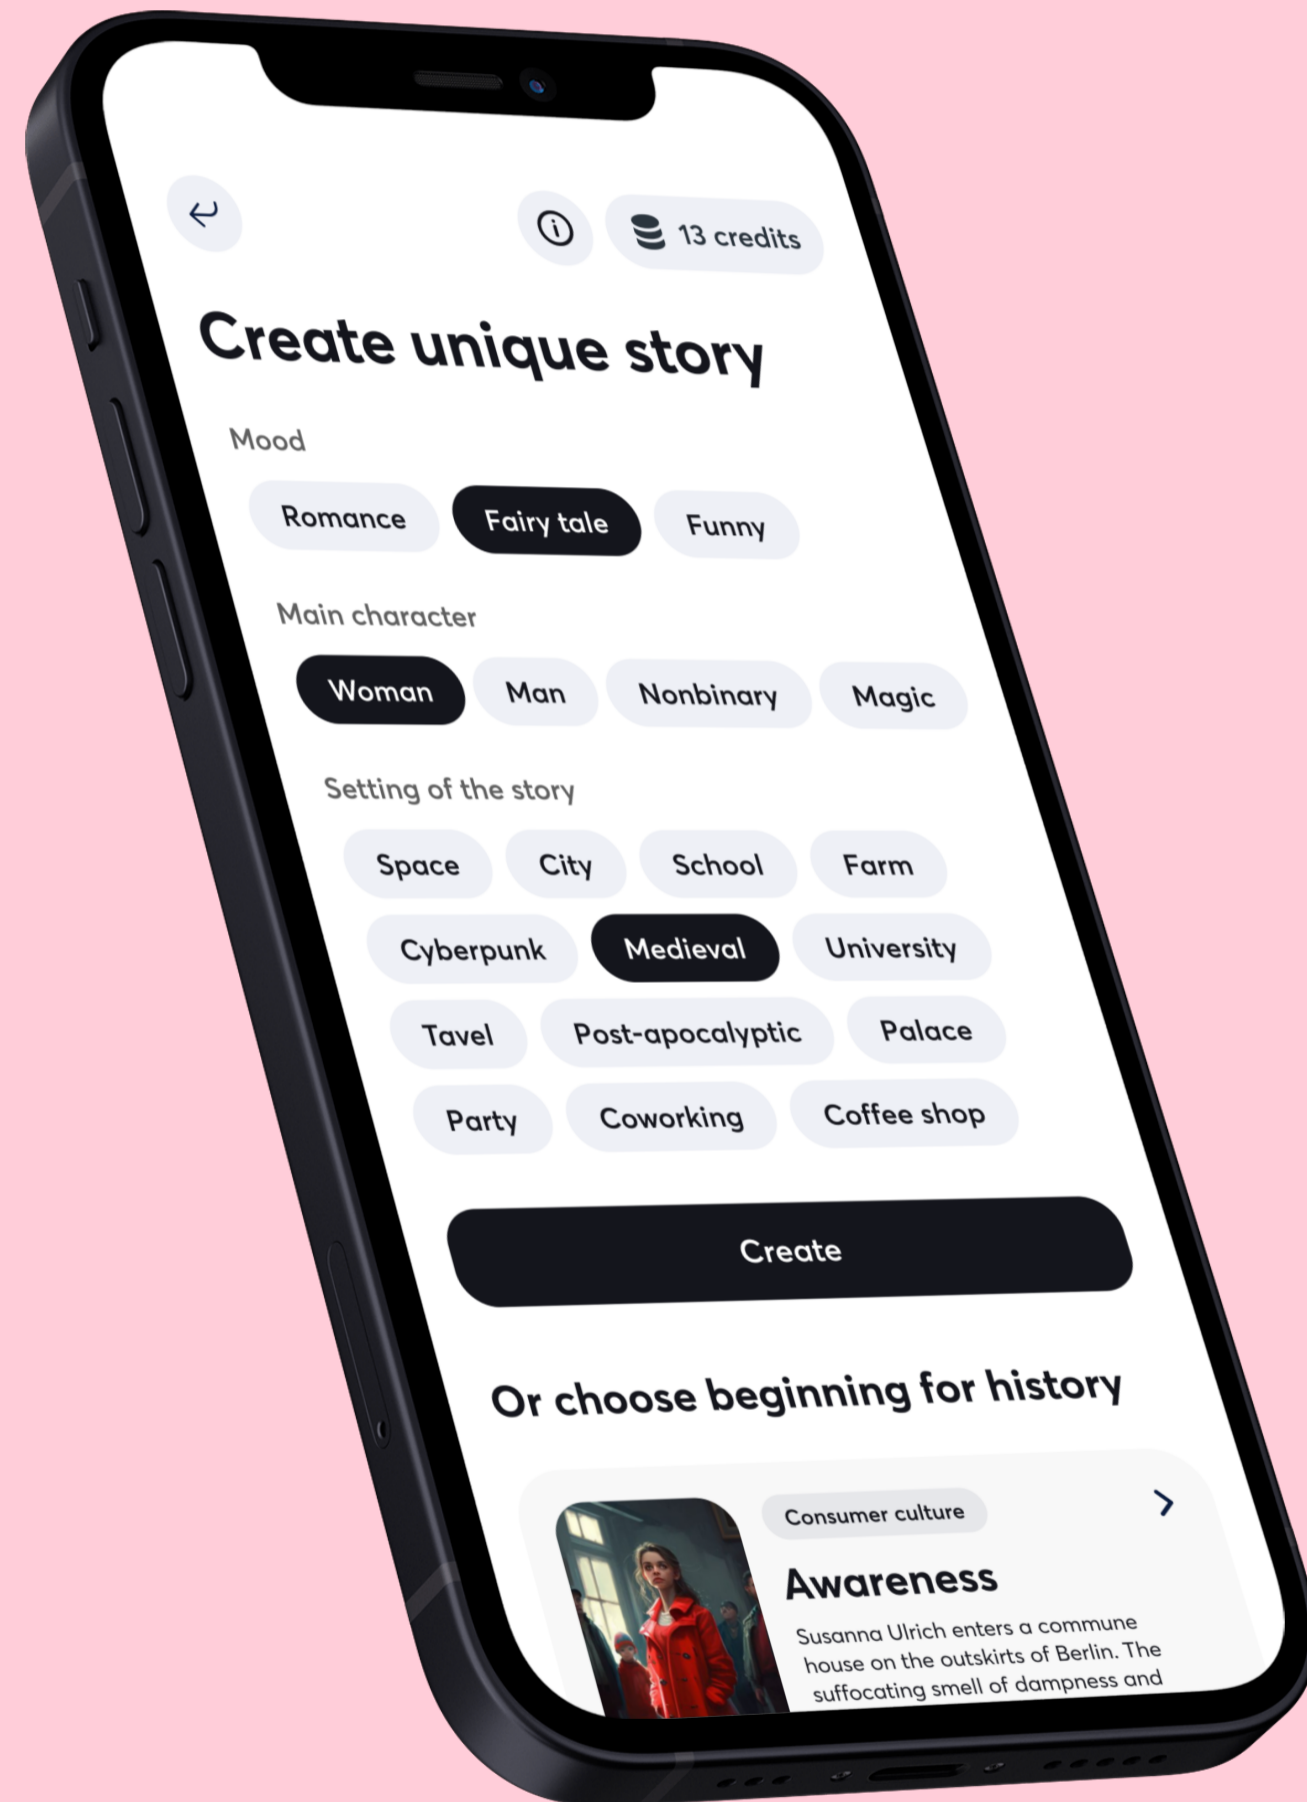 13 credits
Create unique story
Mood
Romance Fairy tale Funny
Main character
Woman Man Nonbinary Magic
Setting of the story
Space City School Farm
Cyberpunk Medieval University
Tavel Post-apocalyptic Palace
Party Coworking Coffee shop
Create
Or choose beginning for history
Consumer culture
Awareness
Susanna Ulrich enters a commune
house on the outskirts of Berlin. The
suffocating smell of dampness and